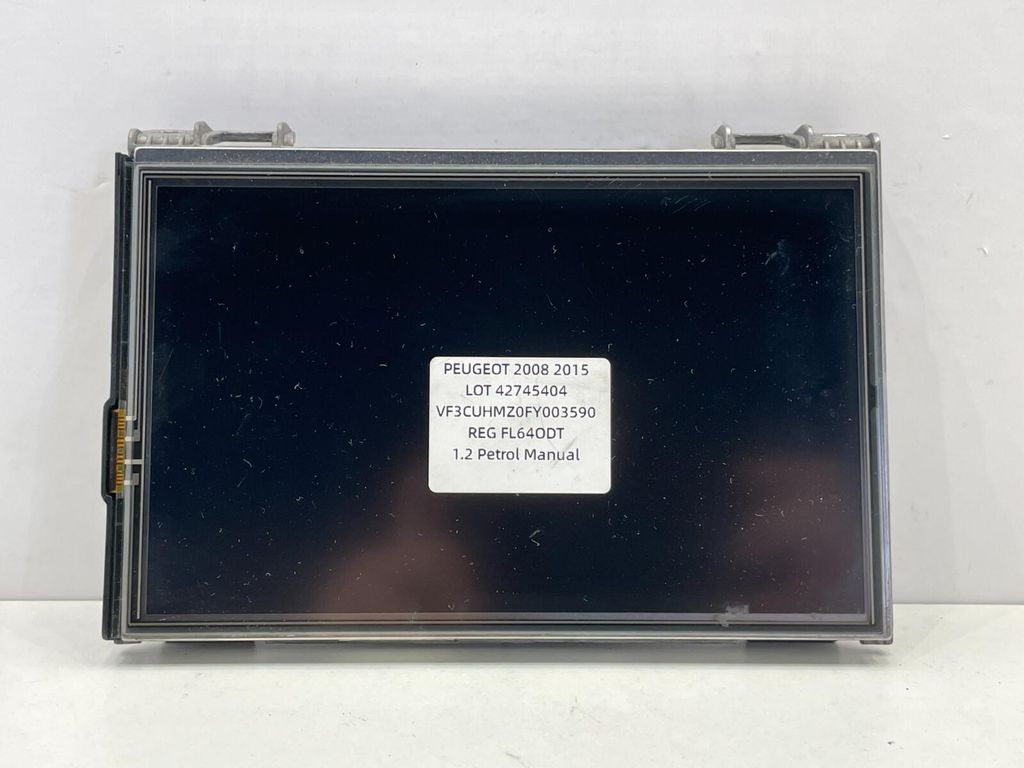 PEUGEOT 2008 2015
LOT 42745404
VF3CUHMZ0FY003590
REG FL64ODT
1.2 Petrol Manual